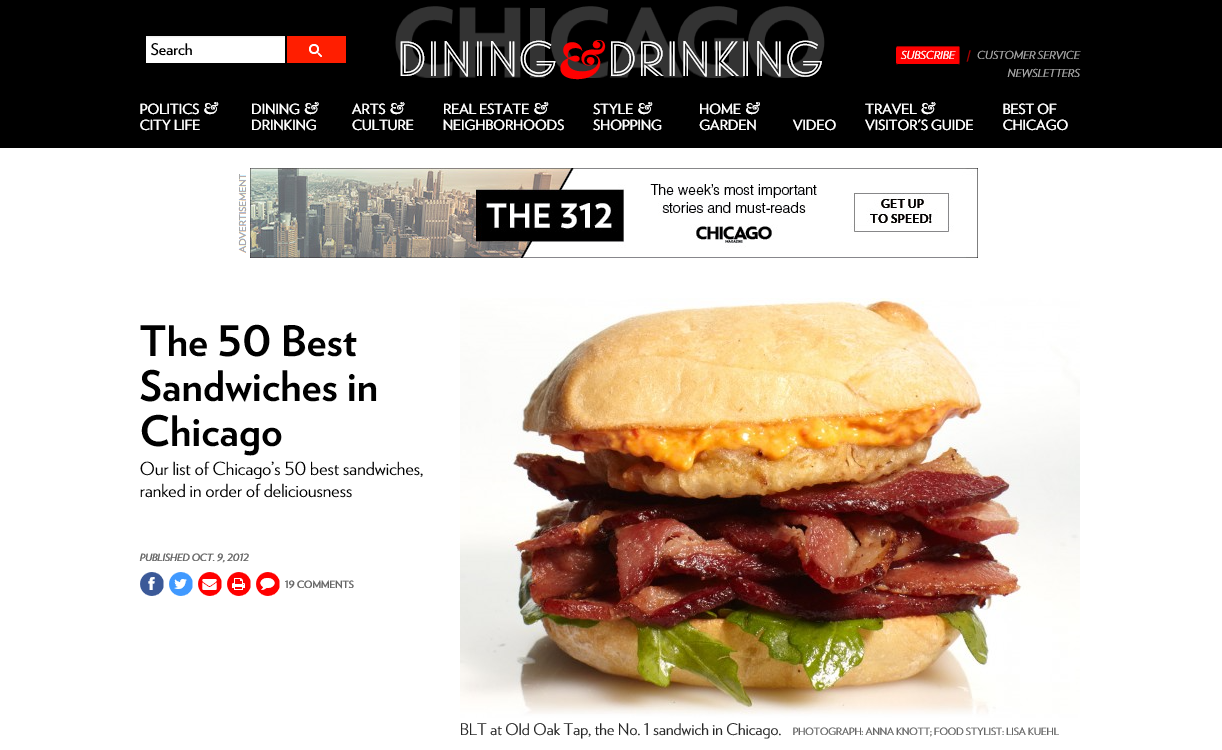 CHICAGO
DINING & DRINKING
Search
SUBSCRIBE / CUSTOMER SERVICE
NEWSLETTERS
POLITICS &
CITY LIFE
DINING &
DRINKING
ARTS &
CULTURE
REAL ESTATE &
NEIGHBORHOODS
STYLE &
SHOPPING
HOME &
GARDEN
VIDEO
TRAVEL &
VISITOR'S GUIDE
BEST OF
CHICAGO
ADVERTISEMENT
THE 312
The week's most important
stories and must-reads
CHICAGO
MAGAZINE
GET UP
TO SPEED!
The 50 Best
Sandwiches in
Chicago
Our list of Chicago's 50 best sandwiches,
ranked in order of deliciousness
PUBLISHED OCT. 9, 2012
19 COMMENTS
BLT at Old Oak Tap, the No. 1 sandwich in Chicago. PHOTOGRAPH: ANNA KNOTT; FOOD STYLIST: LISA KUEHL